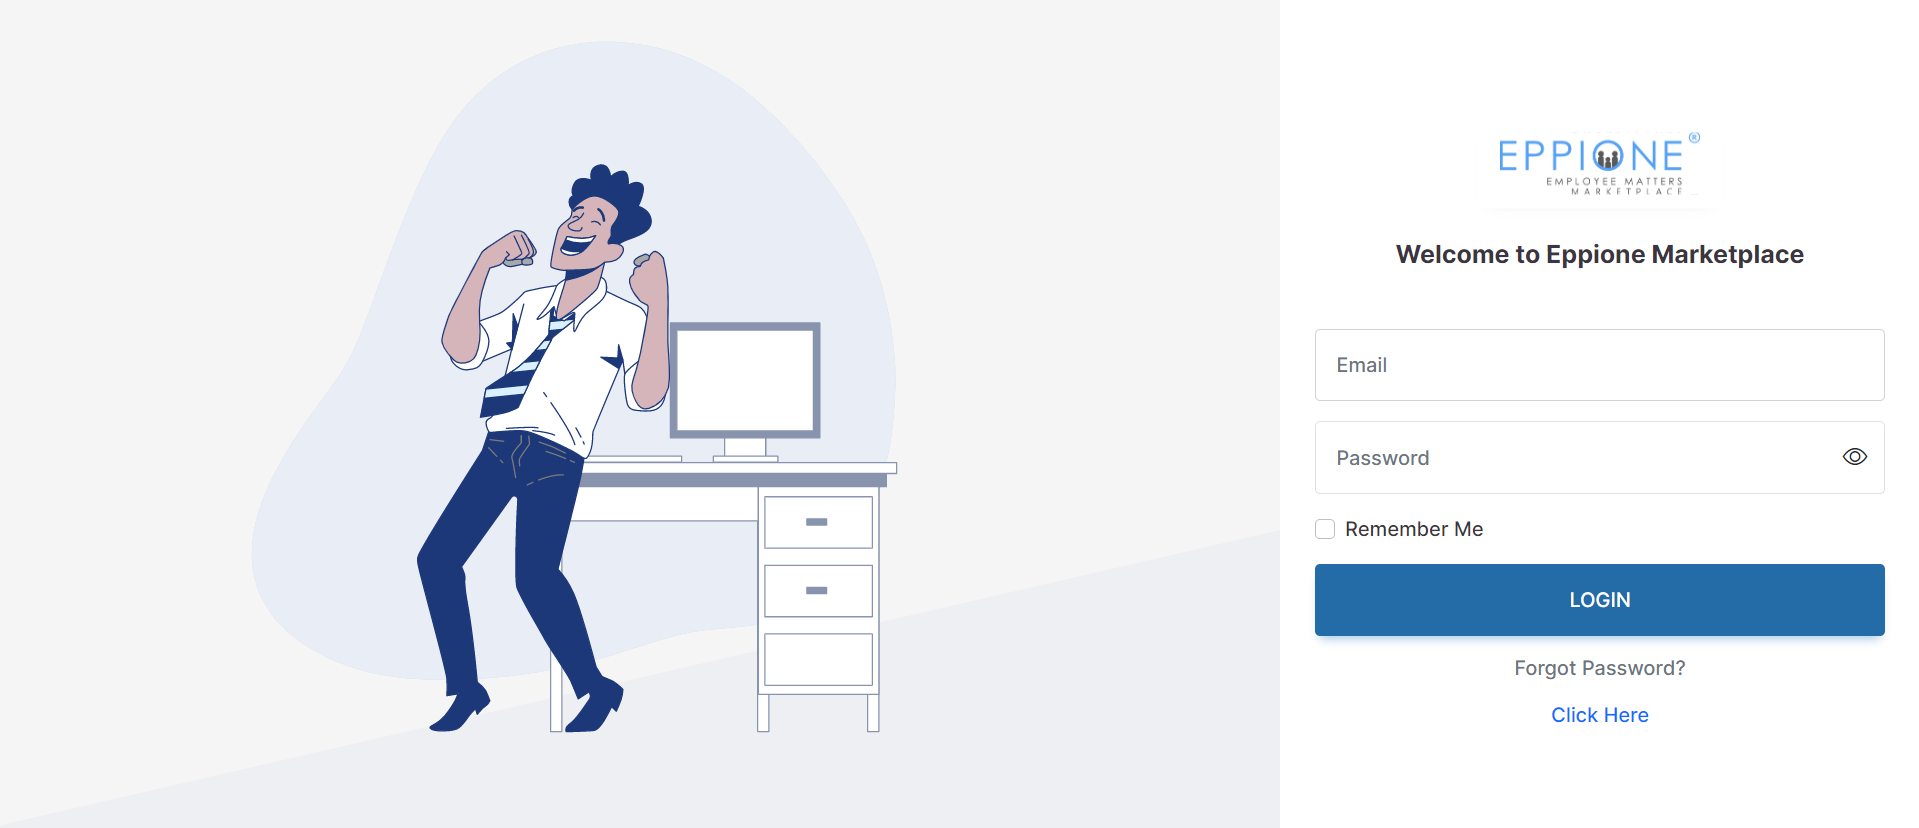 EPPIONE®
EMPLOYEE MATTERS
MARKETPLACE
Welcome to Eppione Marketplace
Email
Password
Remember Me
LOGIN
Forgot Password?
Click Here